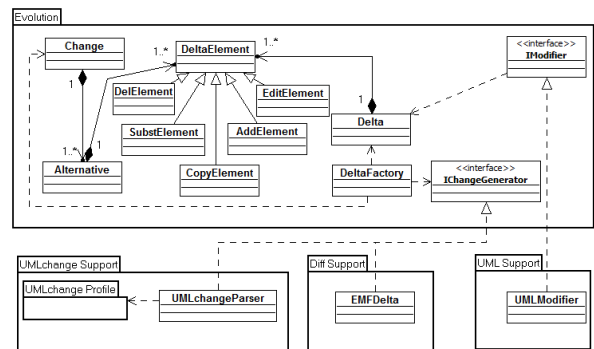 Evolution
Change
DeltaElement
<<interface>>
IModifier
1..*
1..*
1
DelElement
EditElement
1
SubstElement
AddElement
Delta
1..*
1
Alternative
CopyElement
DeltaFactory
<<interface>>
IChangeGenerator
UMLchange Support
Diff Support
UML Support
UMLchange Profile
UMLchangeParser
EMFDelta
UMLModifier